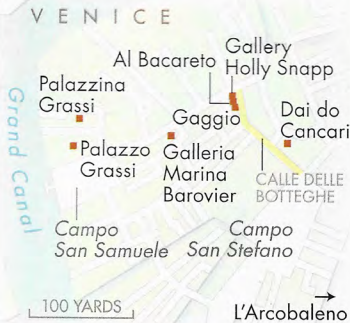 VENICE
Gallery
Holly Snapp
Al Bacareto
Palazzina
Grassi
Gaggio
Dai do
Cancari
Grand Canal
Palazzo
Grassi
Galleria
Marina
Barovier
CALLE DELLE
BOTTEGHE
Campo
San Samuele
Campo
San Stefano
100 YARDS
L'Arcobaleno